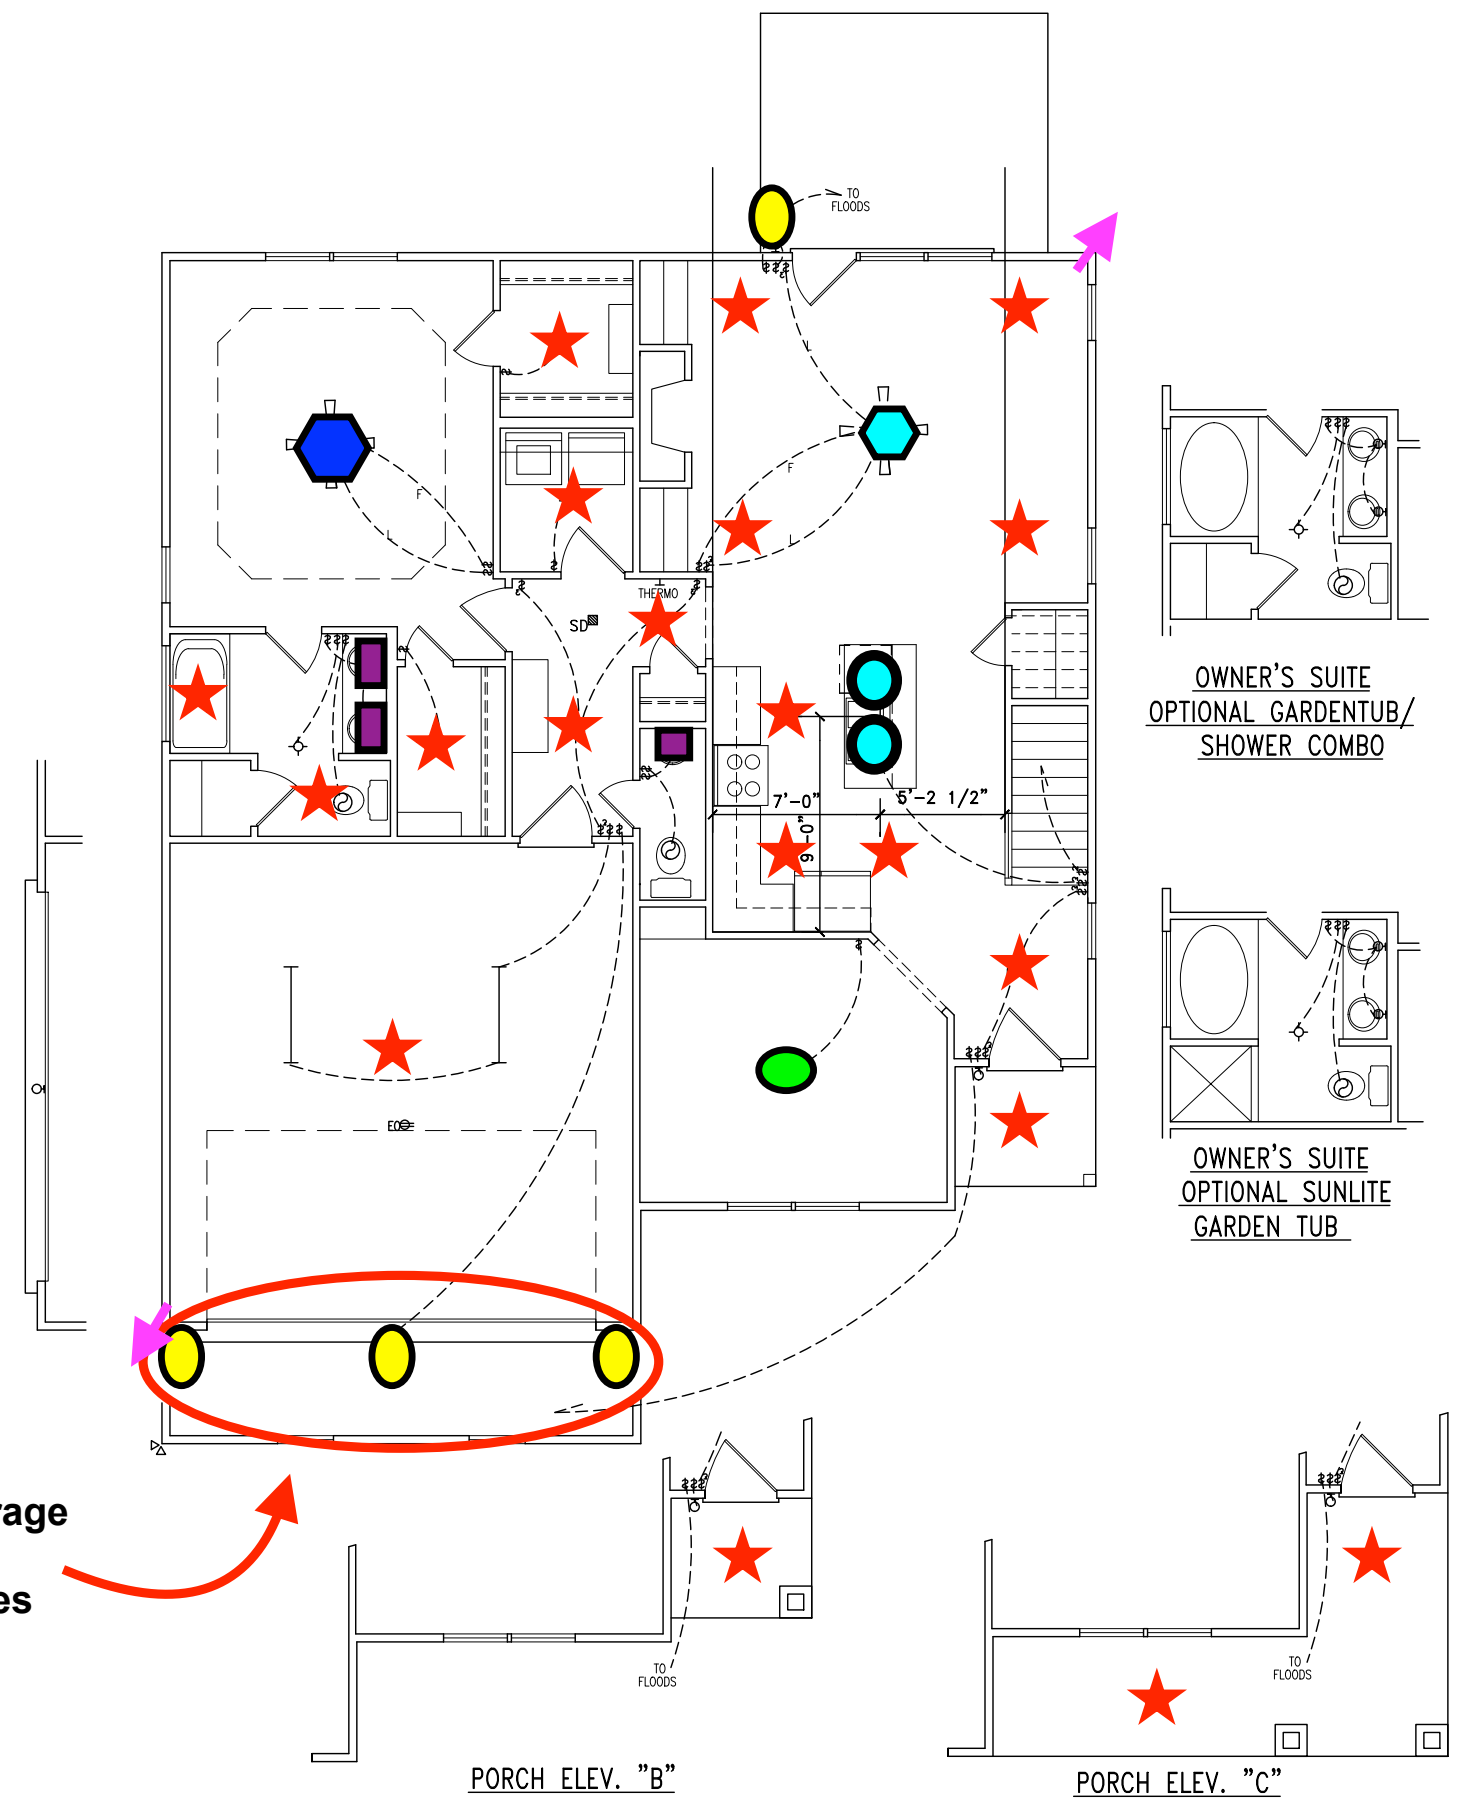 TO
FLOODS
L
F
L
F
L
THERMO
SD
OWNER'S SUITE
OPTIONAL GARDENTUB/
SHOWER COMBO
7'-0"
5'-2 1/2"
9'-0"
EO
OWNER'S SUITE
OPTIONAL SUNLITE
GARDEN TUB
rage
es
TO
FLOODS
TO
FLOODS
PORCH ELEV. "B"
PORCH ELEV. "C"